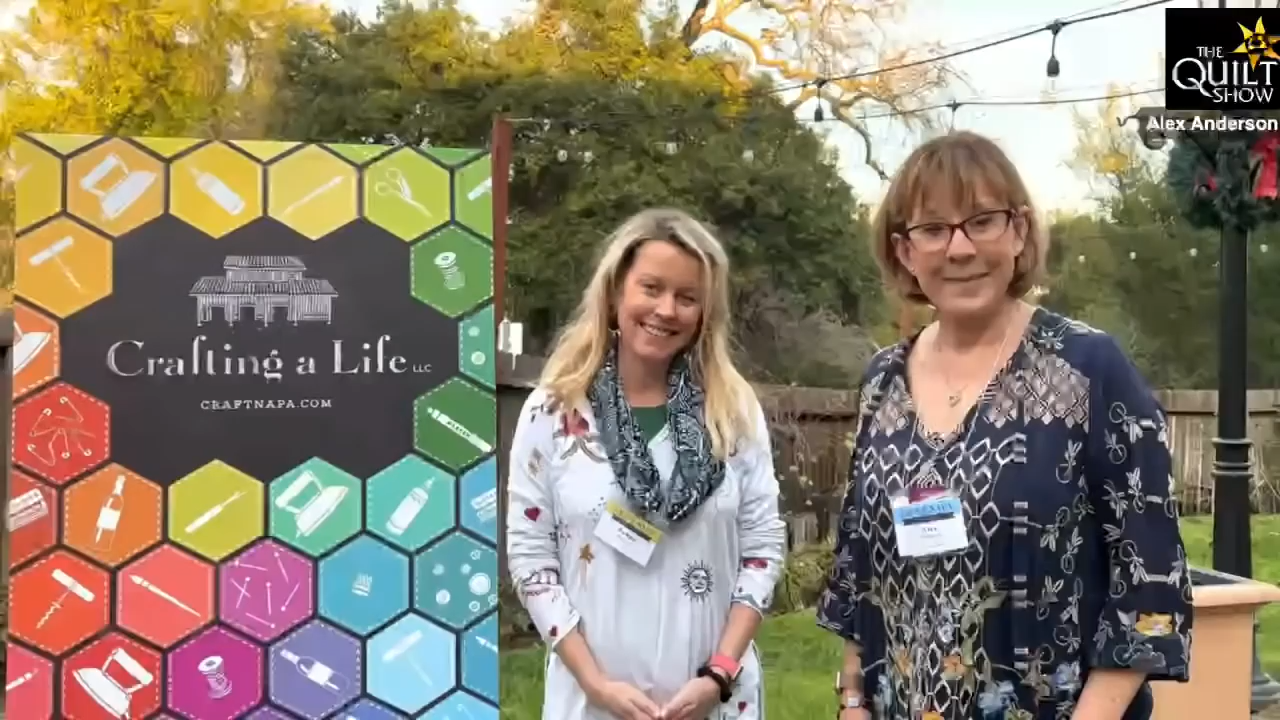 THE
QUILT
SHOW
Alex Anderson
Crafting a Life LLC
CRAFTNAPA.COM